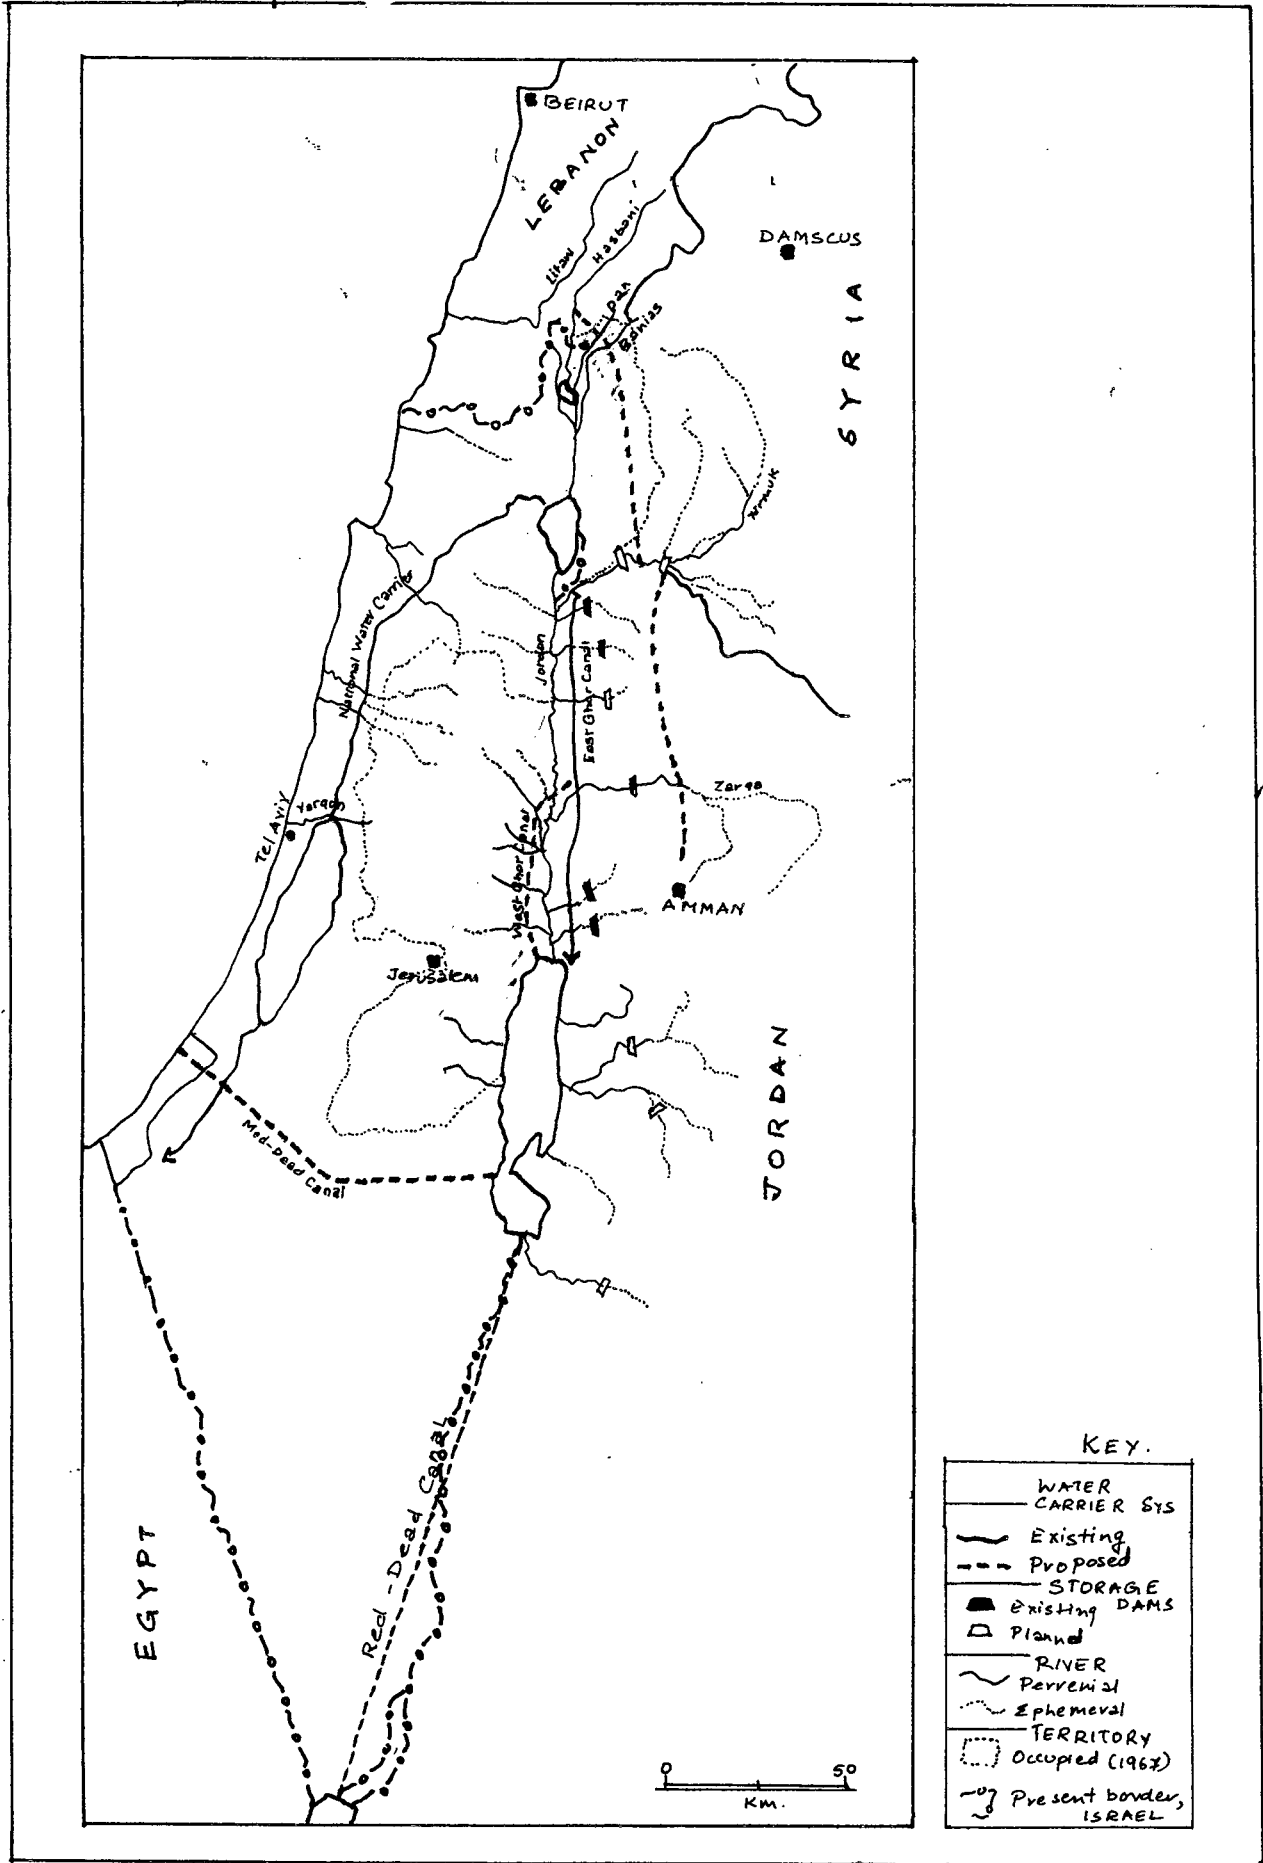 BEIRUT
LEBANON
DAMSCUS
Litani
Hasbani
Dan
Banias
SYRIA
Yarmuk
National Water Carrier
Jordan
East Ghor Canal
Zarqa
Tel Aviv
Yarqon
West Ghor Canal
AMMAN
Jerusalem
JORDAN
Med-Dead Canal
Red-Dead Canal
EGYPT
0 50
Km.
KEY.
WATER
CARRIER SYS
Existing
Proposed
STORAGE
Existing DAMS
Plannd
RIVER
Perrenial
Ephemeral
TERRITORY
Occupied (1967)
Present border,
ISRAEL